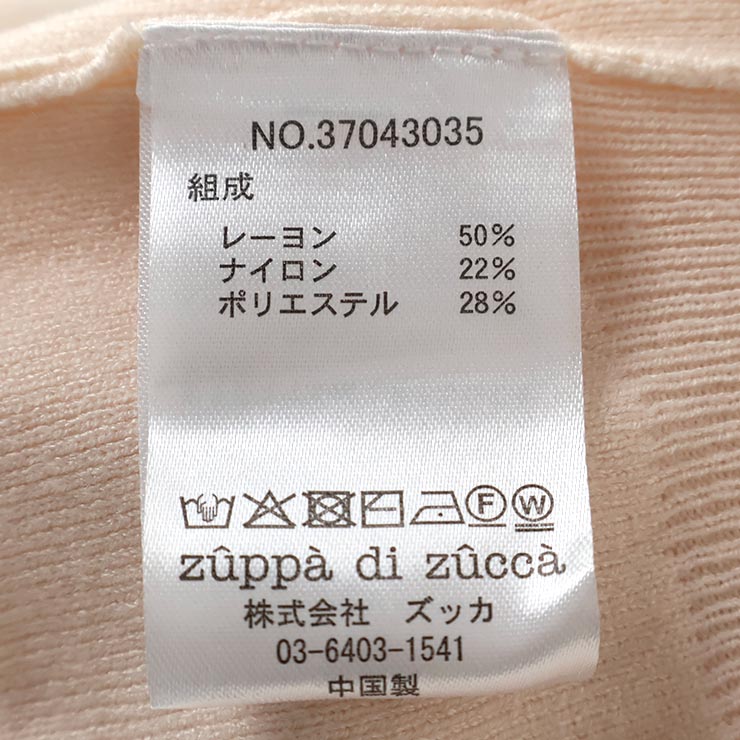 NO.37043035
組成
レーヨン 50%
ナイロン 22%
ポリエステル 28%
F W
zûppà di zûccà
株式会社 ズッカ
03-6403-1541
中国製